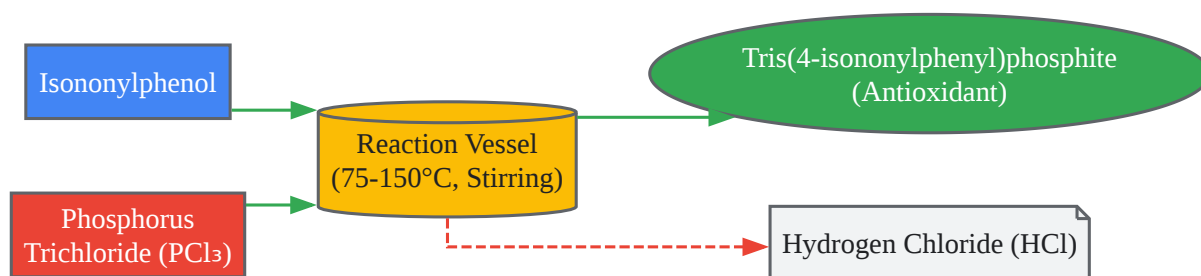 Isononylphenol
Phosphorus
Trichloride (PCl₃)
Reaction Vessel
(75-150°C, Stirring)
Tris(4-isononylphenyl)phosphite
(Antioxidant)
Hydrogen Chloride (HCl)